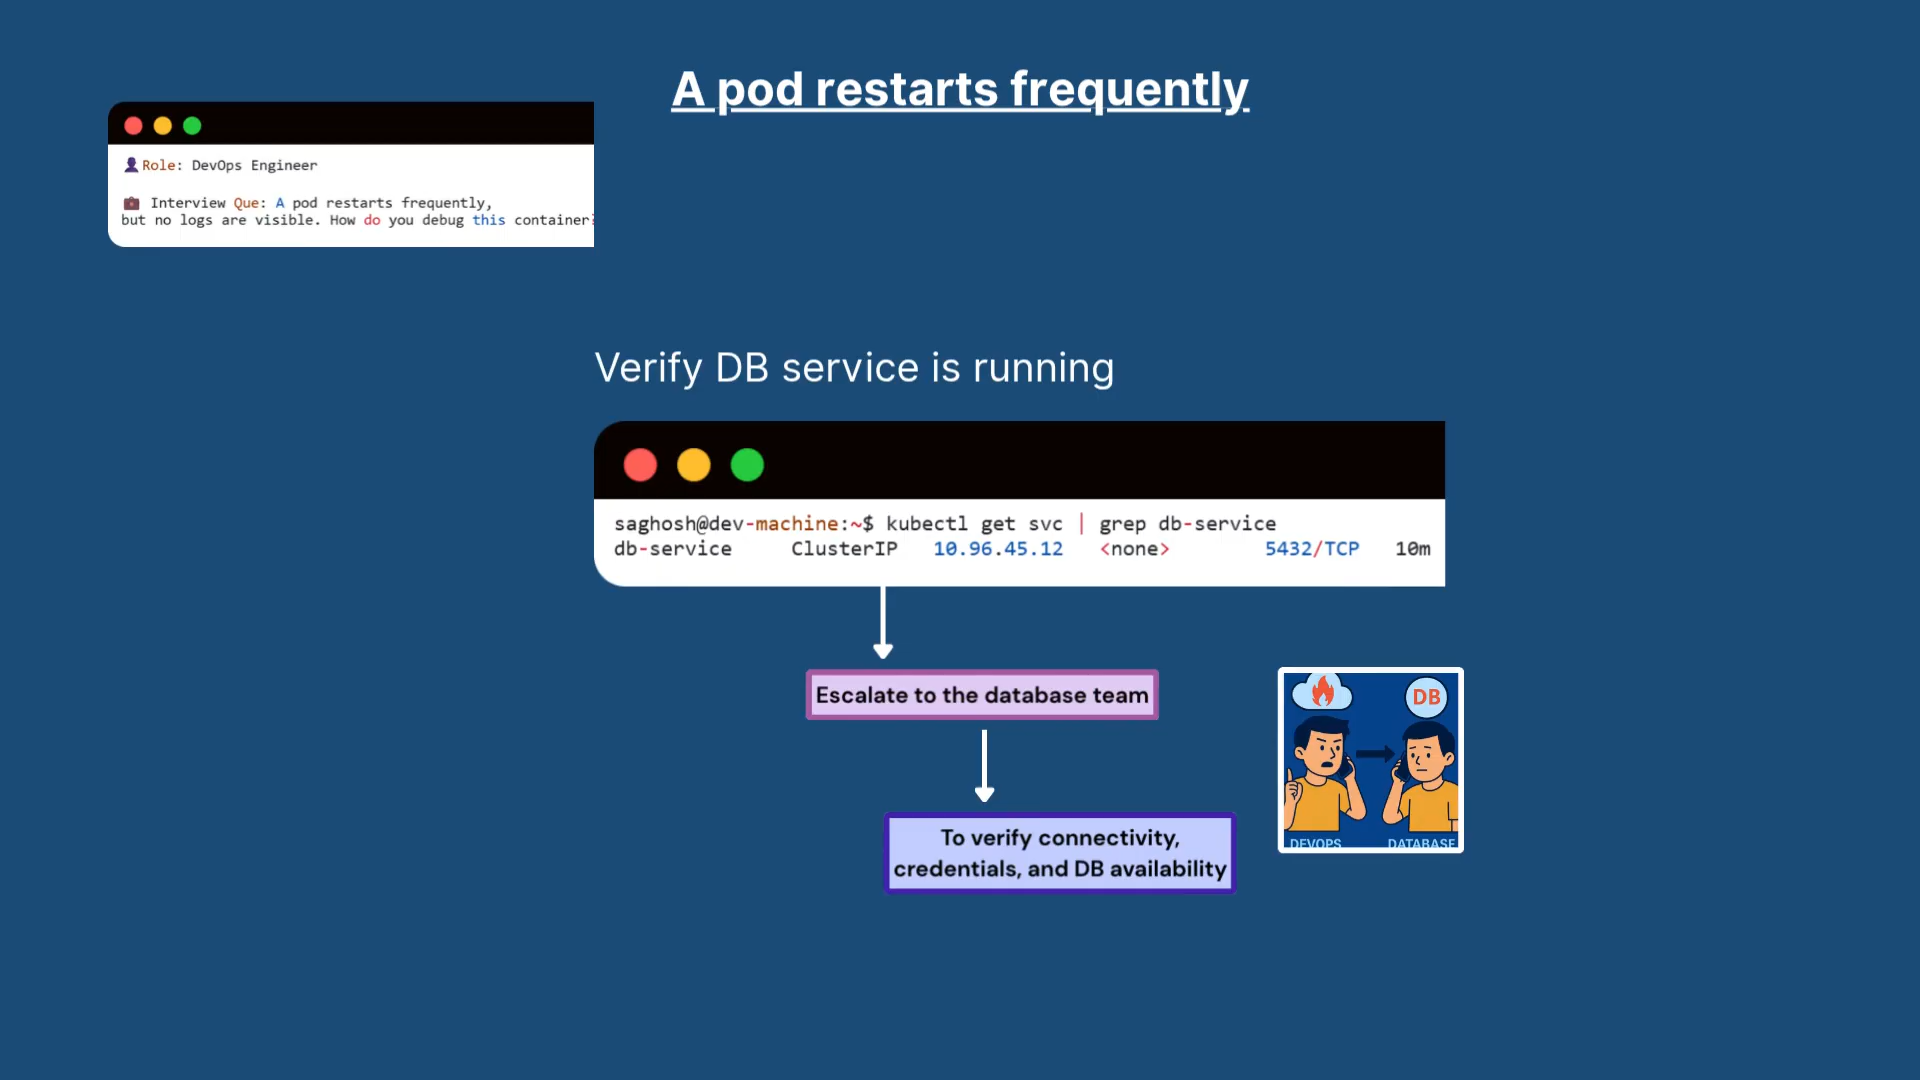 A pod restarts frequently
Role: DevOps Engineer
Interview Que: A pod restarts frequently,
but no logs are visible. How do you debug this container?
Verify DB service is running
saghosh@dev-machine:~$ kubectl get svc | grep db-service
db-service ClusterIP 10.96.45.12 <none> 5432/TCP 10m
Escalate to the database team
DB
DEVOPS
DATABASE
To verify connectivity,
credentials, and DB availability